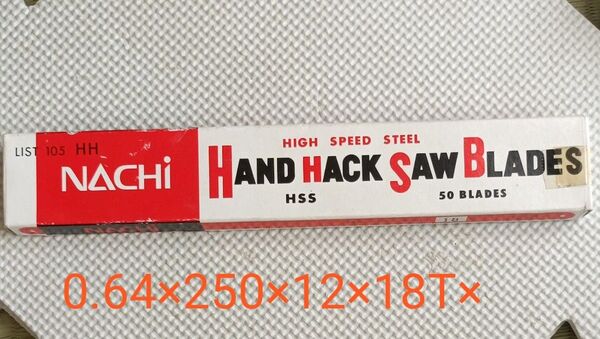 LIST 105 HH
NACHi
HIGH SPEED STEEL
HAND HACK SAW BLADES
HSS
50 BLADES
NACHi
0.64×250×12×18T×